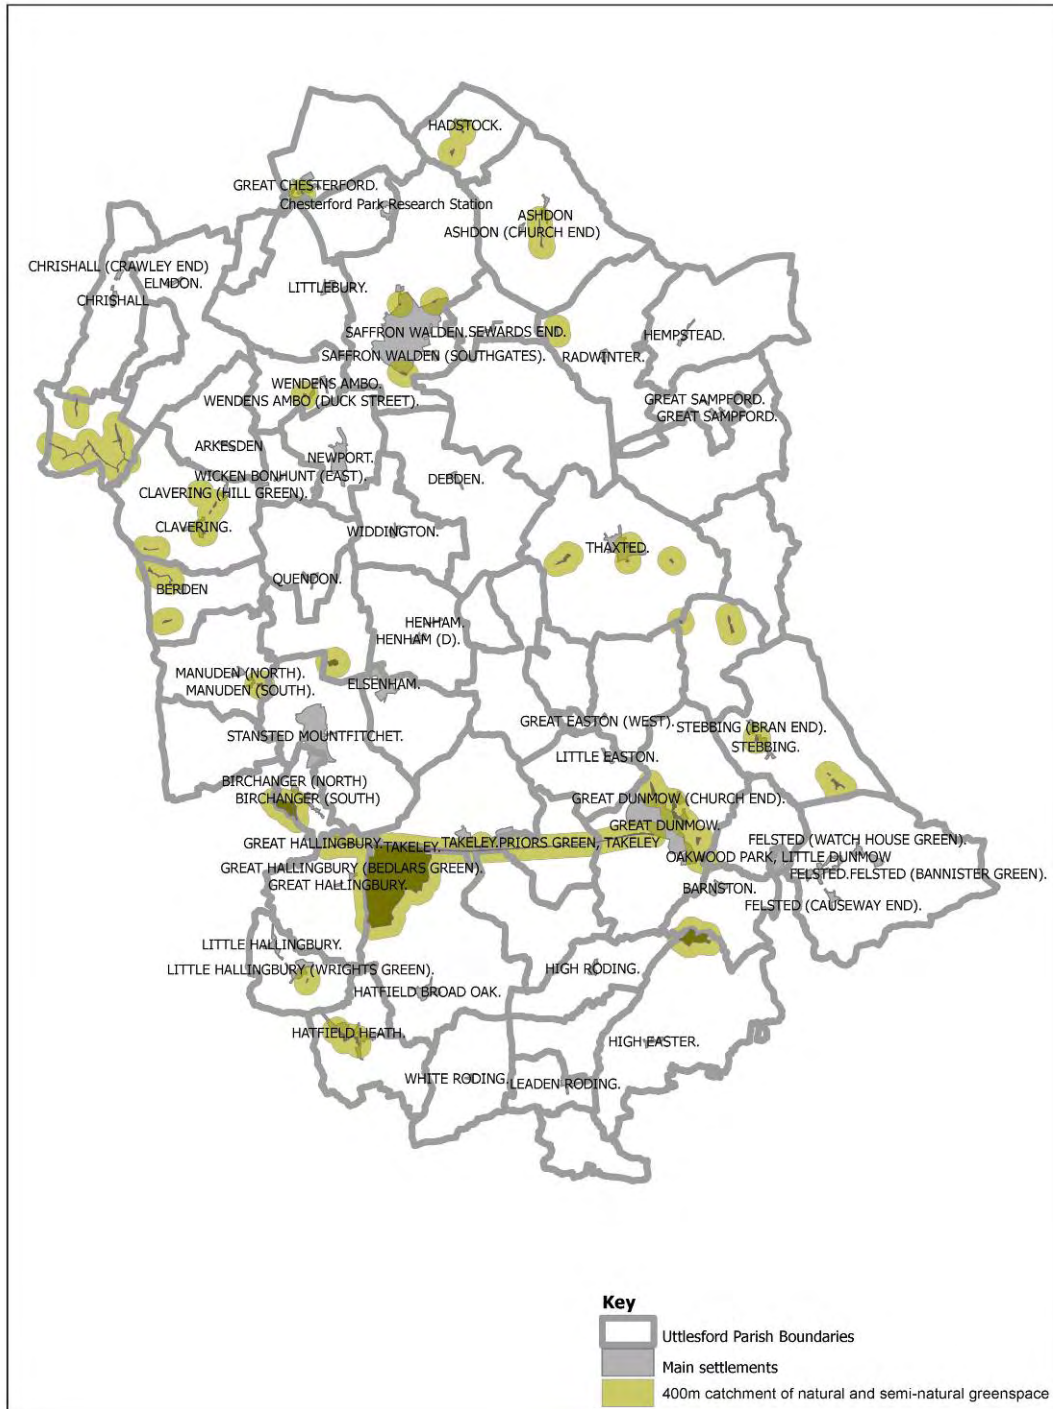 HADSTOCK.
GREAT CHESTERFORD.
Chesterford Park Research Station
ASHDON
ASHDON (CHURCH END)
CHRISHALL (CRAWLEY END)
ELMDON.
CHRISHALL
LITTLEBURY.
SAFFRON WALDEN.
SEWARDS END.
HEMPSTEAD.
SAFFRON WALDEN (SOUTHGATES).
RADWINTER.
WENDENS AMBO.
WENDENS AMBO (DUCK STREET).
GREAT SAMPFORD.
GREAT SAMPFORD.
ARKESDEN
NEWPORT.
WICKEN BONHUNT (EAST).
DEBDEN.
CLAVERING (HILL GREEN).
CLAVERING.
WIDDINGTON.
THAXTED.
BERDEN
QUENDON.
HENHAM.
HENHAM (D).
MANUDEN (NORTH).
MANUDEN (SOUTH).
ELSENHAM.
STANSTED MOUNTFITCHET.
GREAT EASTON (WEST).
STEBBING (BRAN END).
STEBBING.
LITTLE EASTON.
BIRCHANGER (NORTH)
BIRCHANGER (SOUTH)
GREAT DUNMOW (CHURCH END).
GREAT DUNMOW.
GREAT HALLINGBURY.
TAKELEY.
TAKELEY.
PRIORS GREEN, TAKELEY
FELSTED (WATCH HOUSE GREEN).
OAKWOOD PARK, LITTLE DUNMOW
GREAT HALLINGBURY (BEDLARS GREEN).
GREAT HALLINGBURY.
FELSTED.
FELSTED (BANNISTER GREEN).
BARNSTON.
FELSTED (CAUSEWAY END).
LITTLE HALLINGBURY.
LITTLE HALLINGBURY (WRIGHTS GREEN).
HIGH RODING.
HATFIELD BROAD OAK.
HATFIELD HEATH.
HIGH EASTER.
WHITE RODING.
LEADEN RODING.
Key
Uttlesford Parish Boundaries
Main settlements
400m catchment of natural and semi-natural greenspace